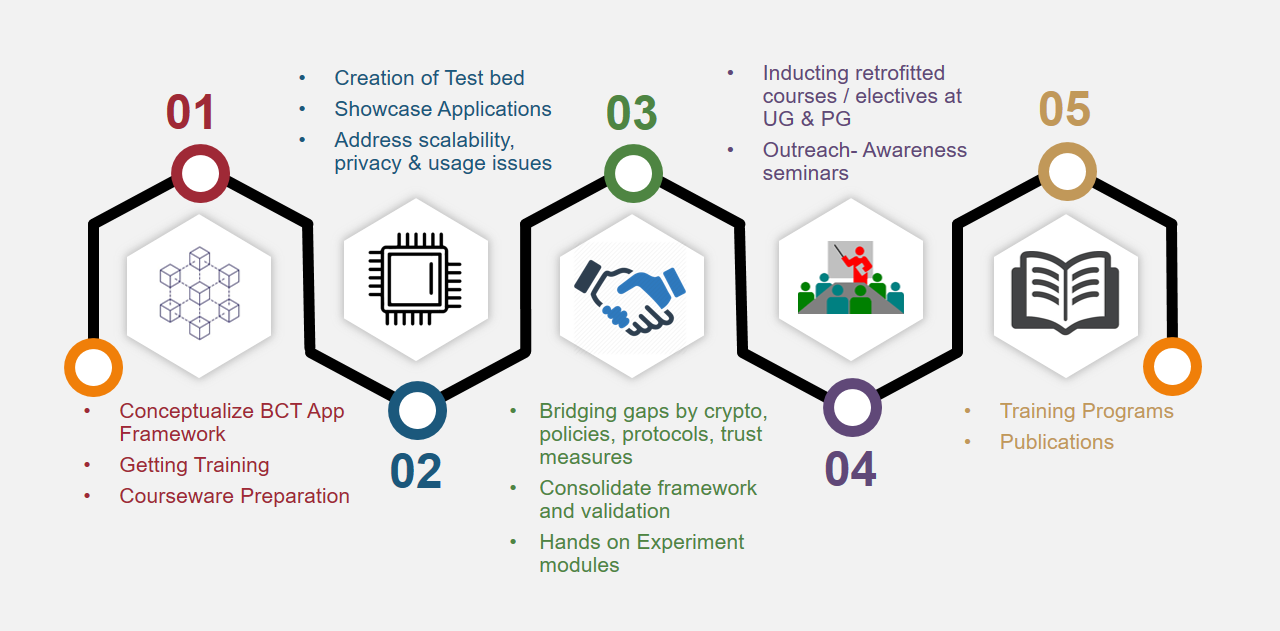 01
• Conceptualize BCT App
Framework
• Getting Training
• Courseware Preparation
• Creation of Test bed
• Showcase Applications
• Address scalability,
privacy & usage issues
02
03
• Bridging gaps by crypto,
policies, protocols, trust
measures
• Consolidate framework
and validation
• Hands on Experiment
modules
• Inducting retrofitted
courses / electives at
UG & PG
• Outreach- Awareness
seminars
04
05
• Training Programs
• Publications